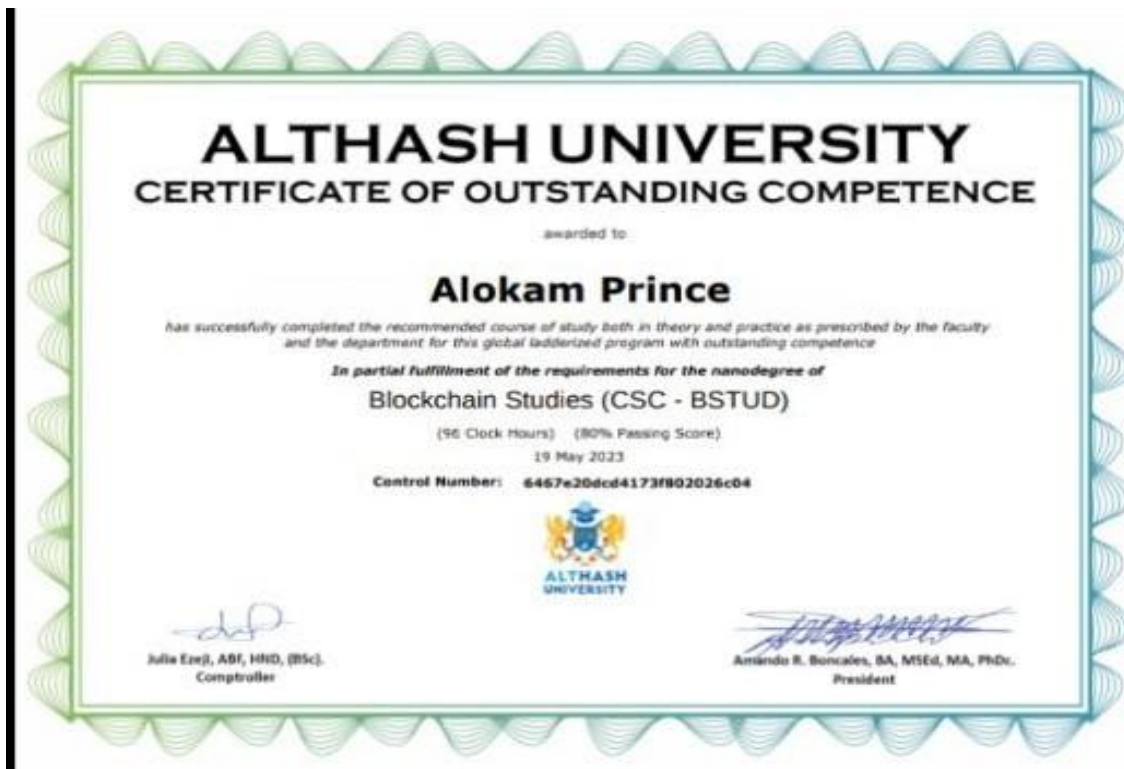 ALTHASH UNIVERSITY
CERTIFICATE OF OUTSTANDING COMPETENCE
awarded to
Alokam Prince
has successfully completed the recommended course of study both in theory and practice as prescribed by the faculty
and the department for this global ladderized program with outstanding competence
In partial fulfillment of the requirements for the nanodegree of
Blockchain Studies (CSC - BSTUD)
(96 Clock Hours) (80% Passing Score)
19 May 2023
Control Number: 6467e20dcd4173f802026c04
ALTHASH
UNIVERSITY
Julia Ezeji, ABF, HND, (BSc).
Comptroller
Amando R. Boncales, BA, MSEd, MA, PhDc.
President